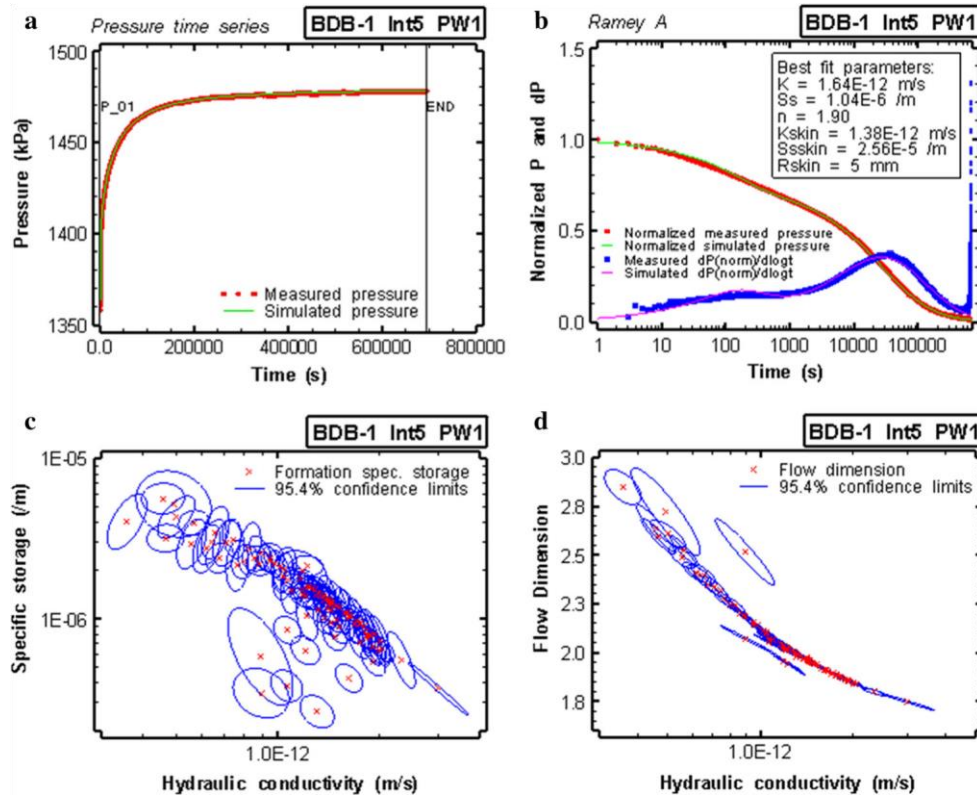 a
Pressure time series
BDB-1 Int5 PW1
1500
1450
1400
1350
Pressure (kPa)
P_01
END
Measured pressure
Simulated pressure
0.0
200000
400000
600000
800000
Time (s)
b
Ramey A
BDB-1 Int5 PW1
1.5
1.0
0.5
0.0
Normalized P and dP
Best fit parameters:
K = 1.64E-12 m/s
Ss = 1.04E-6 /m
n = 1.90
Kskin = 1.38E-12 m/s
Ssskin = 2.56E-5 /m
Rskin = 5 mm
Normalized measured pressure
Normalized simulated pressure
Measured dP(norm)/dlogt
Simulated dP(norm)/dlogt
1
10
100
1000
10000
100000
Time (s)
c
BDB-1 Int5 PW1
1E-05
1E-06
Specific storage (/m)
Formation spec. storage
95.4% confidence limits
1.0E-12
Hydraulic conductivity (m/s)
d
BDB-1 Int5 PW1
3.0
2.8
2.5
2.3
2.0
1.8
Flow Dimension
Flow dimension
95.4% confidence limits
1.0E-12
Hydraulic conductivity (m/s)